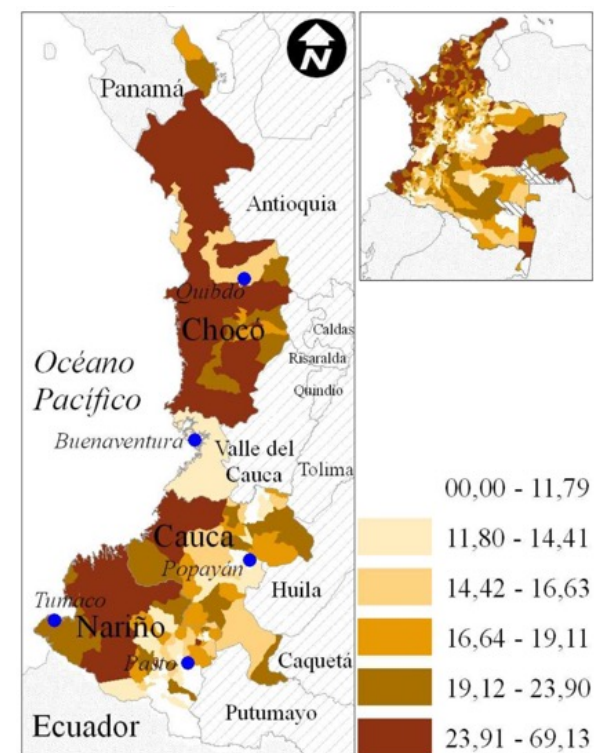 N
Panamá
Antioquia
Quibdo
Chocó
Caldas
Risaralda
Quindío
Océano
Pacífico
Buenaventura
Valle del
Cauca
Tolima
Cauca
Popayán
Huila
Tumaco
Nariño
Pasto
Caquetá
Putumayo
Ecuador
00,00 - 11,79
11,80 - 14,41
14,42 - 16,63
16,64 - 19,11
19,12 - 23,90
23,91 - 69,13